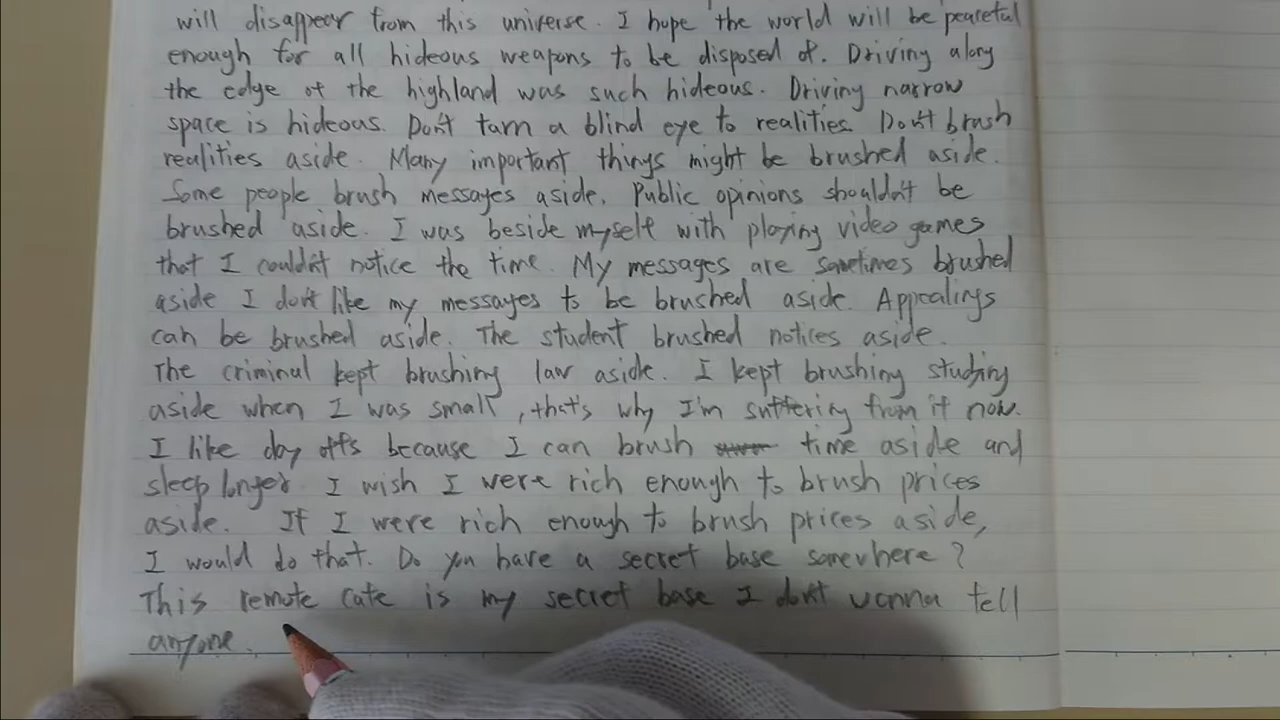 will disappear from this universe. I hope the world will be peaceful
enough for all hideous weapons to be disposed of. Driving along
the edge of the highland was such hideous. Driving narrow
space is hideous. Don't turn a blind eye to realities. Don't brush
realities aside. Many important things might be brushed aside.
Some people brush messages aside. Public opinions shouldn't be
brushed aside. I was beside myself with playing video games
that I couldn't notice the time. My messages are sometimes brushed
aside I don't like my messages to be brushed aside. Appealings
can be brushed aside. The student brushed notices aside.
The criminal kept brushing law aside. I kept brushing studying
aside when I was small, that's why I'm suffering from it now.
I like day offs because I can brush time aside and
sleep longer. I wish I were rich enough to brush prices
aside. If I were rich enough to brush prices aside,
I would do that. Do you have a secret base somewhere?
This remote cafe is my secret base I don't wanna tell
anyone.